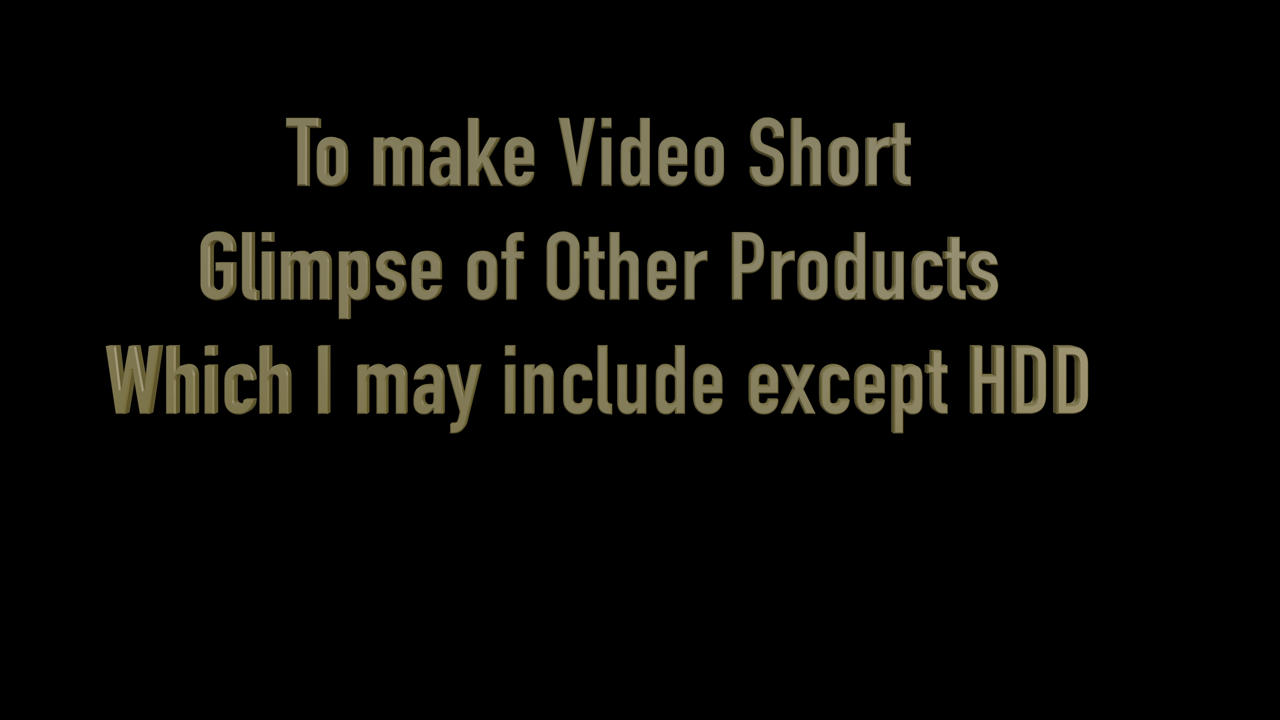 To make Video Short
Glimpse of Other Products
Which I may include except HDD